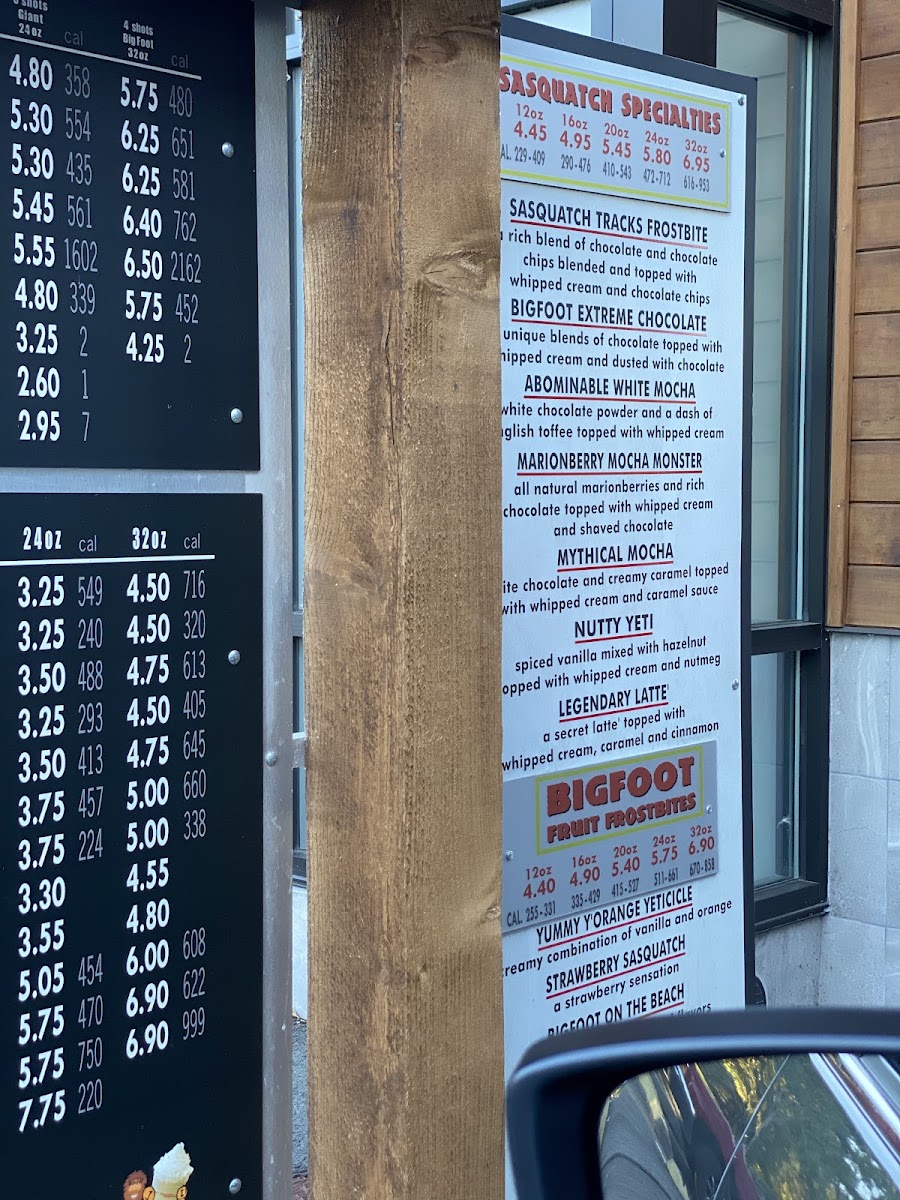 3 shots
Giant
24oz cal
4.80 358
5.30 554
5.30 435
5.45 561
5.55 1602
4.80 339
3.25 2
2.60 1
2.95 7
4 shots
BigFoot
32oz cal
5.75 480
6.25 651
6.25 581
6.40 762
6.50 2162
5.75 452
4.25 2
24oz cal
3.25 549
3.25 240
3.50 488
3.25 293
3.50 413
3.75 457
3.75 224
3.30
3.55
5.05 454
5.75 470
5.75 750
7.75 220
32oz cal
4.50 716
4.50 320
4.75 613
4.50 405
4.75 645
5.00 660
5.00 338
4.55
4.80
6.00 608
6.90 622
6.90 999
SASQUATCH SPECIALTIES
12oz 16oz 20oz 24oz 32oz
4.45 4.95 5.45 5.80 6.95
AL. 229-409 290-476 410-543 472-712 616-953
SASQUATCH TRACKS FROSTBITE
rich blend of chocolate and chocolate
chips blended and topped with
whipped cream and chocolate chips
BIGFOOT EXTREME CHOCOLATE
unique blends of chocolate topped with
hipped cream and dusted with chocolate
ABOMINABLE WHITE MOCHA
white chocolate powder and a dash of
glish toffee topped with whipped cream
MARIONBERRY MOCHA MONSTER
all natural marionberries and rich
chocolate topped with whipped cream
and shaved chocolate
MYTHICAL MOCHA
ite chocolate and creamy caramel topped
with whipped cream and caramel sauce
NUTTY YETI
spiced vanilla mixed with hazelnut
opped with whipped cream and nutmeg
LEGENDARY LATTE'
a secret latte' topped with
whipped cream, caramel and cinnamon
BIGFOOT
FRUIT FROSTBITES
12oz 16oz 20oz 24oz 32oz
4.40 4.90 5.40 5.75 6.90
CAL. 255-331 335-429 415-527 511-661 670-858
YUMMY Y'ORANGE YETICICLE
creamy combination of vanilla and orange
STRAWBERRY SASQUATCH
a strawberry sensation
BIGFOOT ON THE BEACH
flavors